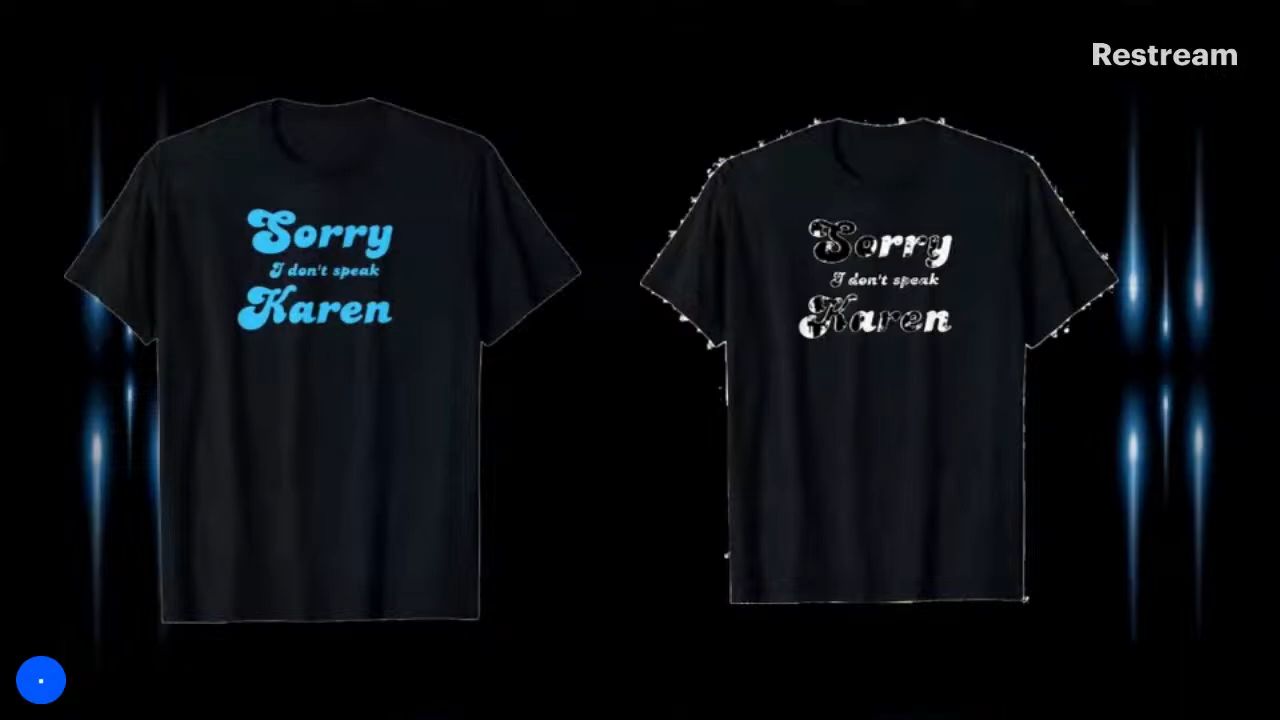 Restream
Sorry
I don't speak
Karen
Sorry
I don't speak
Karen